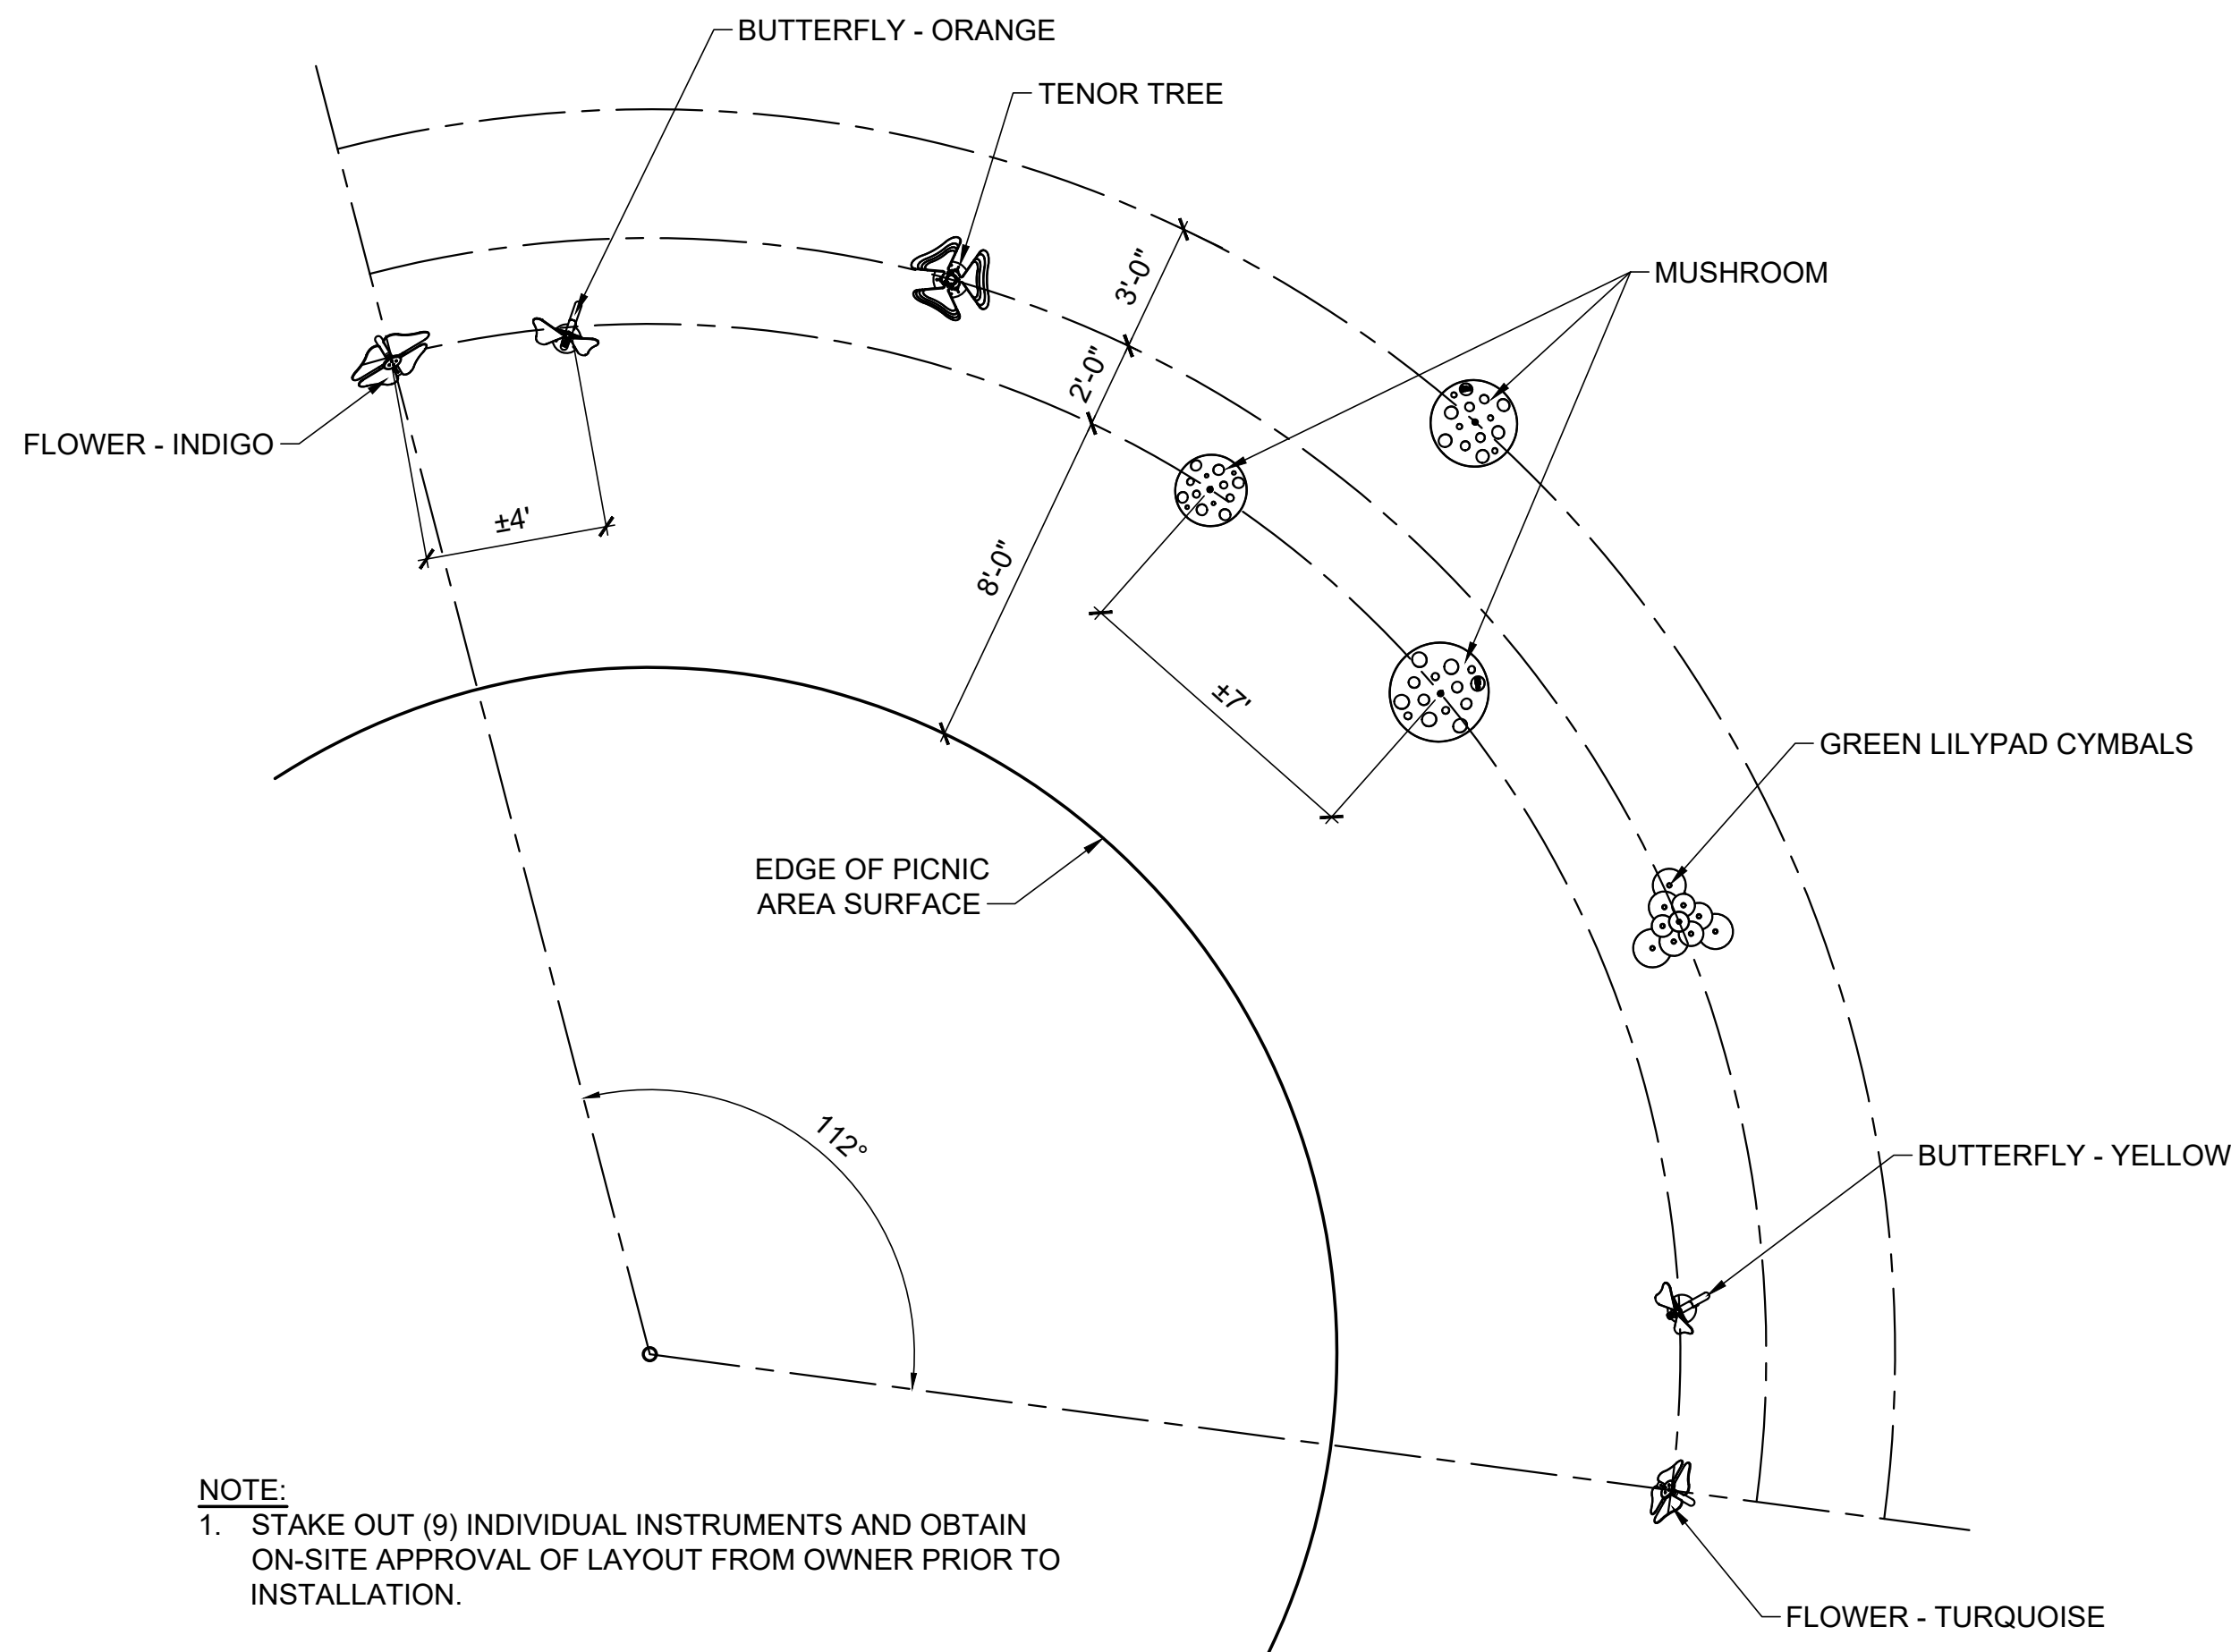 BUTTERFLY - ORANGE
TENOR TREE
MUSHROOM
3'-0"
2'-0"
FLOWER - INDIGO
±4'
8'-0"
±7'
GREEN LILYPAD CYMBALS
EDGE OF PICNIC
AREA SURFACE
112°
BUTTERFLY - YELLOW
NOTE:
1. STAKE OUT (9) INDIVIDUAL INSTRUMENTS AND OBTAIN
ON-SITE APPROVAL OF LAYOUT FROM OWNER PRIOR TO
INSTALLATION.
FLOWER - TURQUOISE